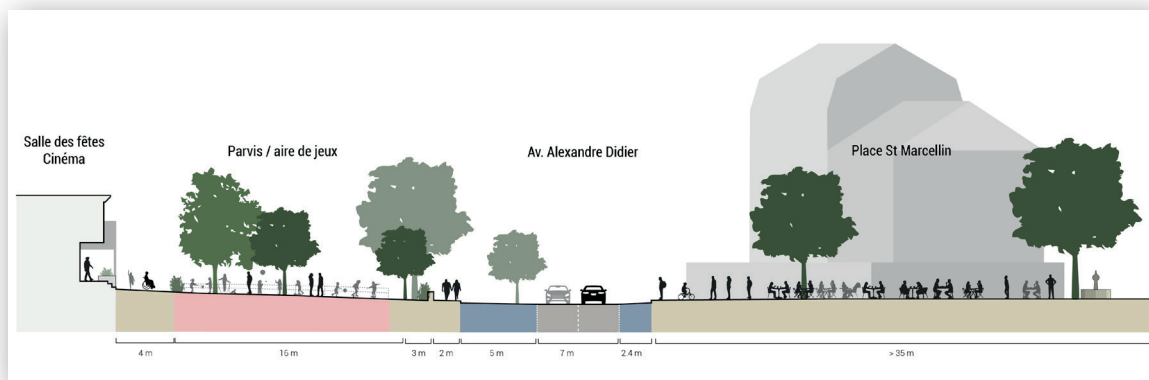 Salle des fêtes
Cinéma
Parvis / aire de jeux
Av. Alexandre Didier
Place St Marcellin
4 m
16 m
3 m
2 m
5 m
7 m
2.4 m
> 35 m